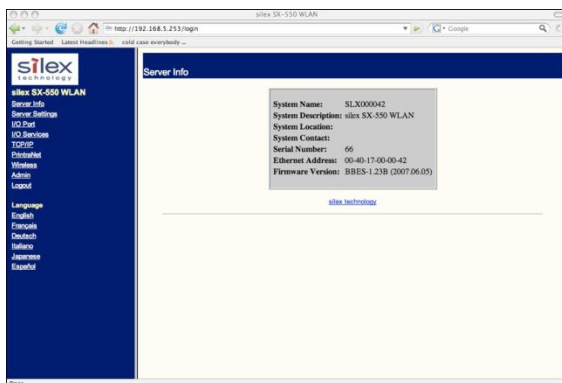 silex SX-550 WLAN
http://192.168.5.253/login
Google
Getting Started Latest Headlines cold case everybody ...
silex
technology
silex SX-550 WLAN
Server Info
Server Settings
I/O Port
I/O Services
TCP/IP
PrintraNet
Wireless
Admin
Logout
Language
English
Français
Deutsch
Italiano
Japanese
Español
Server Info
System Name: SLX000042
System Description: silex SX-550 WLAN
System Location:
System Contact:
Serial Number: 66
Ethernet Address: 00-40-17-00-00-42
Firmware Version: BBES-1.23B (2007.06.05)
silex technology